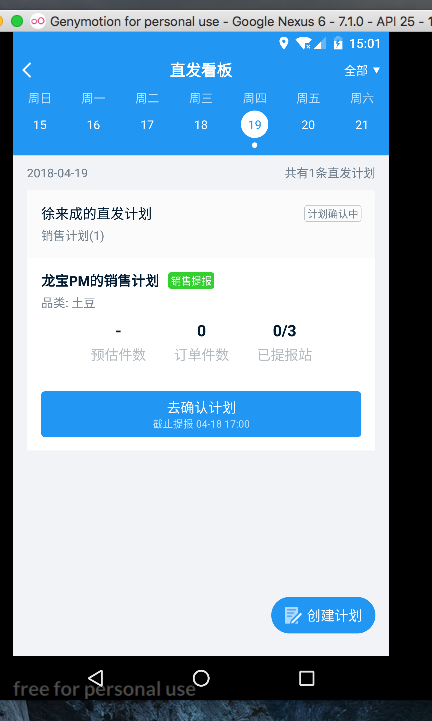 Genymotion for personal use - Google Nexus 6 - 7.1.0 - API 25 - 1
15:01
直发看板
全部
周日 周一 周二 周三 周四 周五 周六
15 16 17 18 19 20 21
2018-04-19 共有1条直发计划
徐来成的直发计划 计划确认中
销售计划(1)
龙宝PM的销售计划 销售提报
品类: 土豆
- 0 0/3
预估件数 订单件数 已提报站
去确认计划
截止提报 04-18 17:00
创建计划
free for personal use